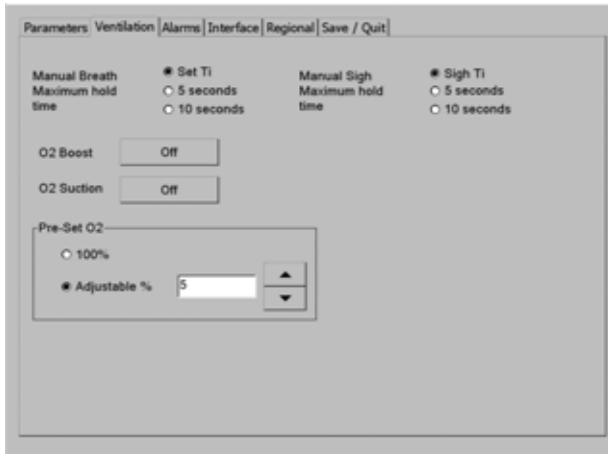 Parameters Ventilation Alarms Interface Regional Save / Quit
Manual Breath
Maximum hold
time
Set Ti
5 seconds
10 seconds
Manual Sigh
Maximum hold
time
Sigh Ti
5 seconds
10 seconds
O2 Boost Off
O2 Suction Off
Pre-Set O2
100%
Adjustable % 5